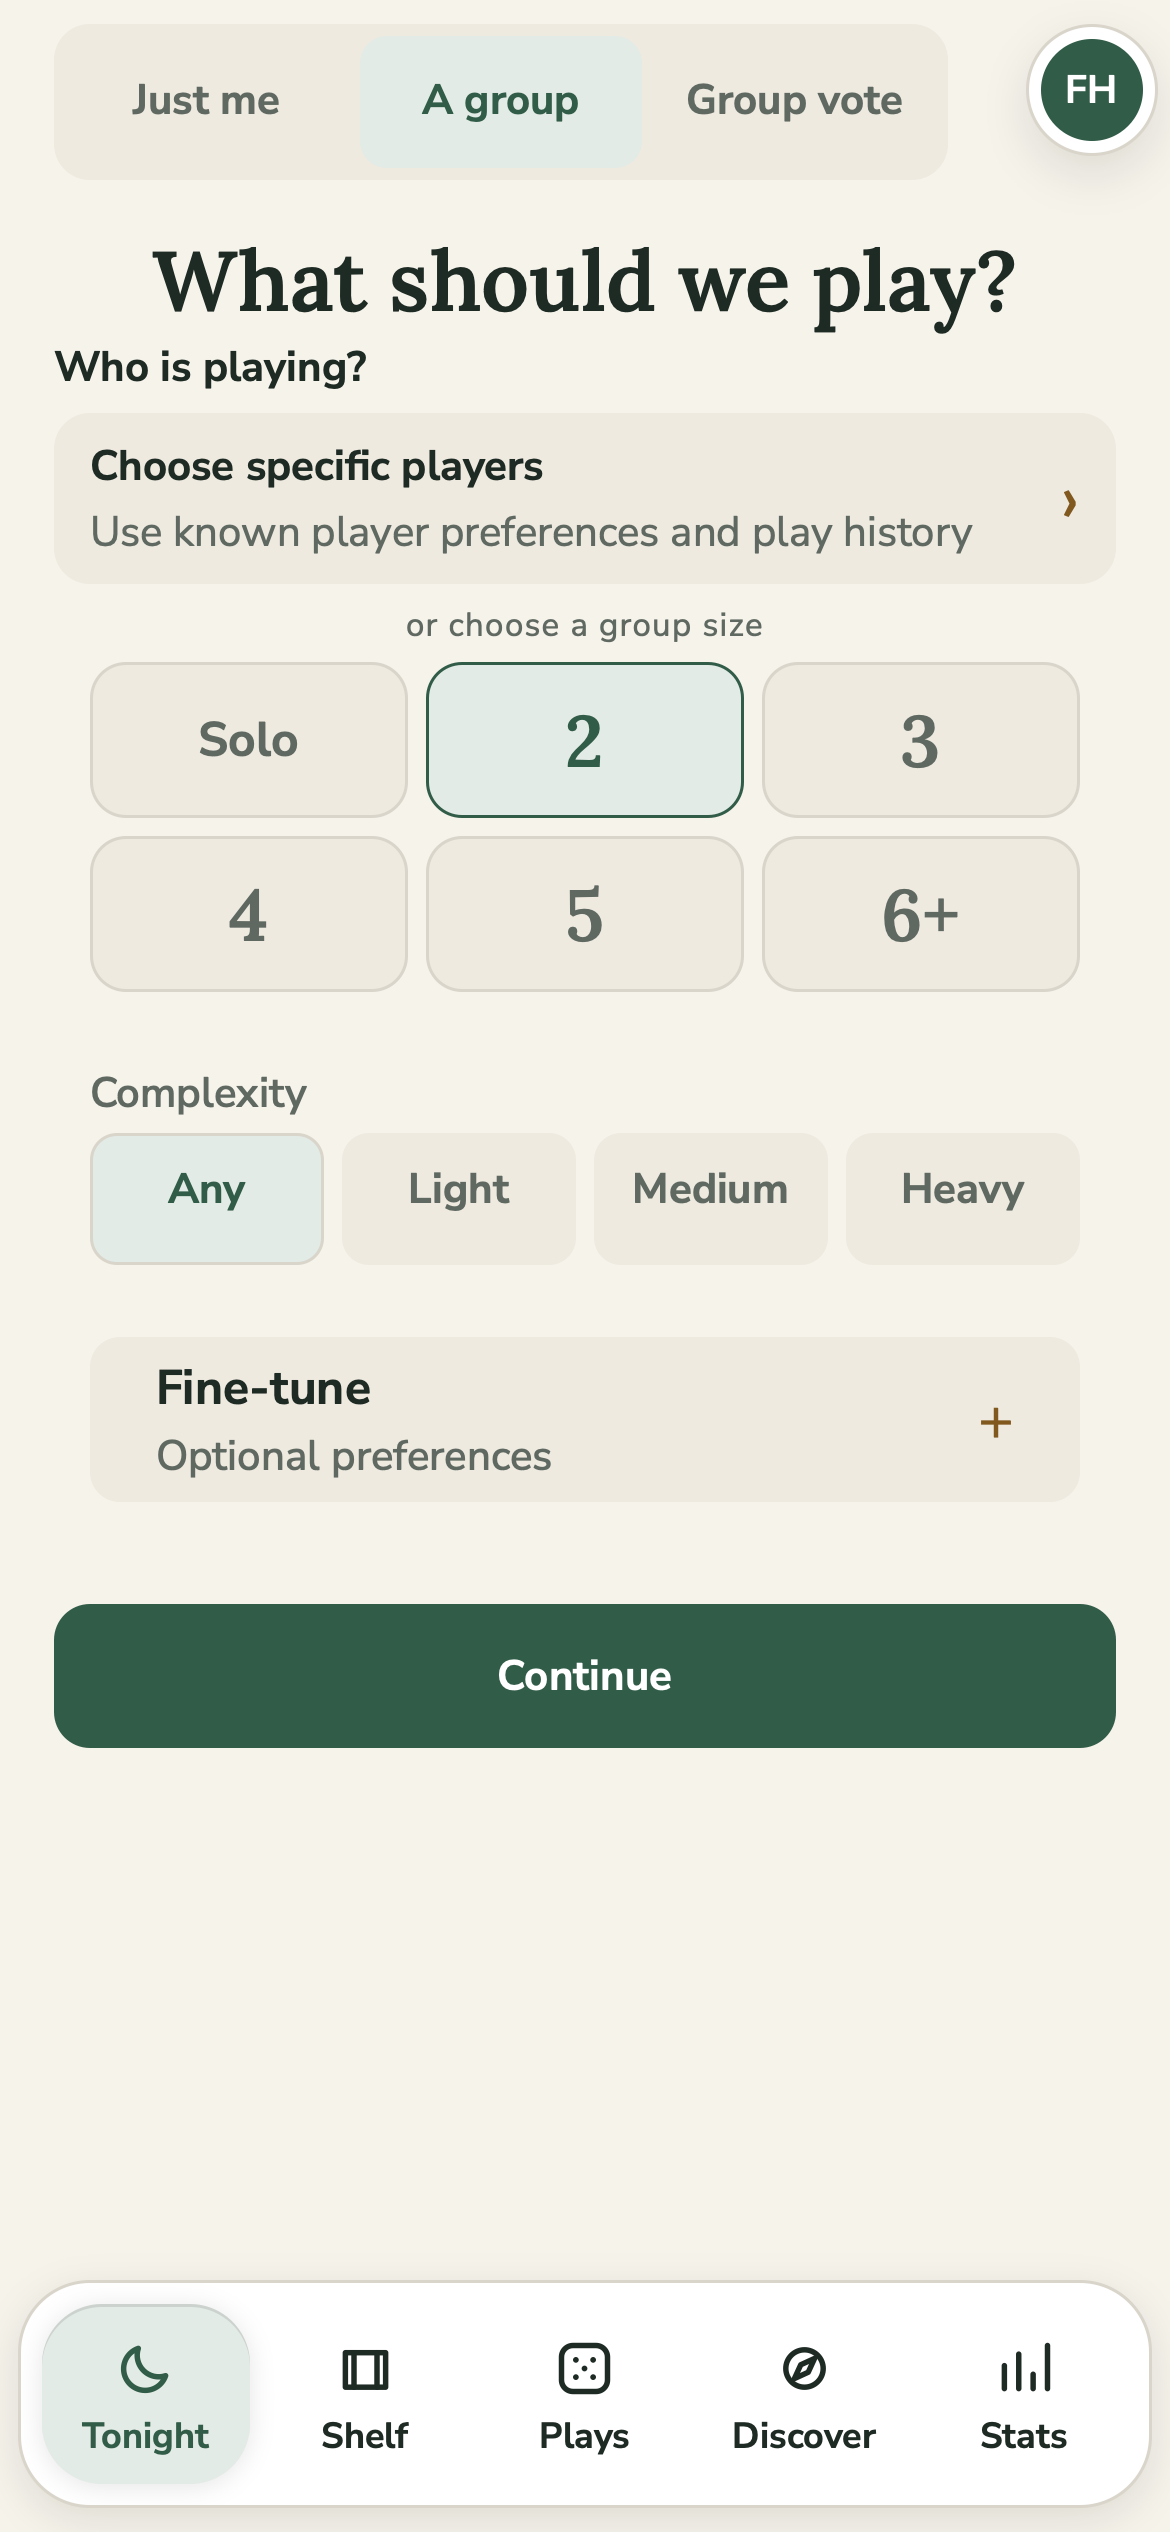 Just me
A group
Group vote
FH
What should we play?
Who is playing?
Choose specific players
Use known player preferences and play history
or choose a group size
Solo
2
3
4
5
6+
Complexity
Any
Light
Medium
Heavy
Fine-tune
Optional preferences
Continue
Tonight
Shelf
Plays
Discover
Stats